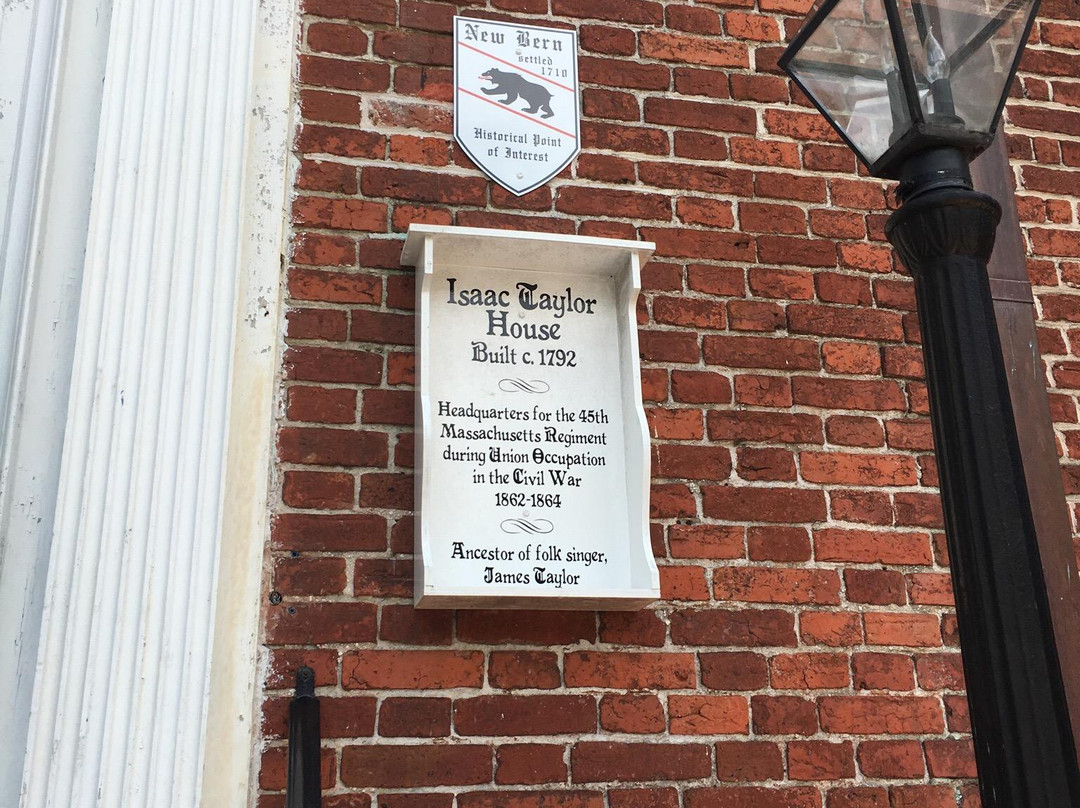 New Bern
settled
1710
Historical Point
of Interest
Isaac Taylor
House
Built c. 1792
Headquarters for the 45th
Massachusetts Regiment
during Union Occupation
in the Civil War
1862-1864
Ancestor of folk singer,
James Taylor